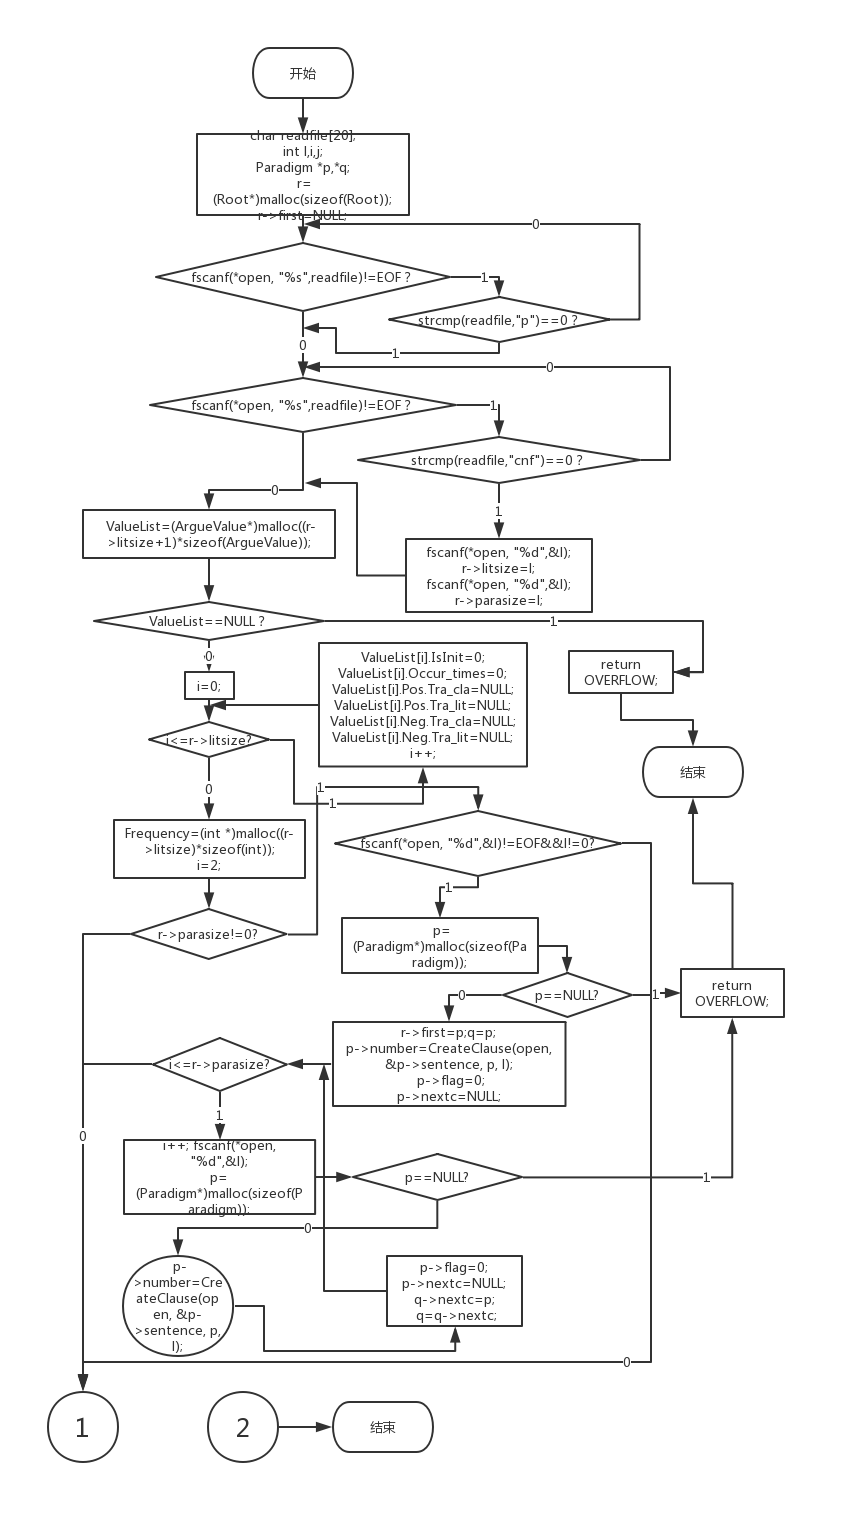 开始
char readfile[20];
int l,i,j;
Paradigm *p,*q;
r=
(Root*)malloc(sizeof(Root));
r->first=NULL;
0
fscanf(*open, "%s",readfile)!=EOF ?
1
strcmp(readfile,"p")==0 ?
0
1
0
fscanf(*open, "%s",readfile)!=EOF ?
1
strcmp(readfile,"cnf")==0 ?
0
1
ValueList=(ArgueValue*)malloc((r-
>litsize+1)*sizeof(ArgueValue));
fscanf(*open, "%d",&l);
r->litsize=l;
fscanf(*open, "%d",&l);
r->parasize=l;
ValueList==NULL ?
1
0
return
OVERFLOW;
i=0;
ValueList[i].IsInit=0;
ValueList[i].Occur_times=0;
ValueList[i].Pos.Tra_cla=NULL;
ValueList[i].Pos.Tra_lit=NULL;
ValueList[i].Neg.Tra_cla=NULL;
ValueList[i].Neg.Tra_lit=NULL;
i++;
i<=r->litsize?
结束
0
1
1
Frequency=(int *)malloc((r-
>litsize)*sizeof(int));
i=2;
fscanf(*open, "%d",&l)!=EOF&&l!=0?
1
r->parasize!=0?
p=
(Paradigm*)malloc(sizeof(Pa
radigm));
0
p==NULL?
1
return
OVERFLOW;
r->first=p;q=p;
p->number=CreateClause(open,
&p->sentence, p, l);
p->flag=0;
p->nextc=NULL;
i<=r->parasize?
1
0
i++; fscanf(*open,
"%d",&l);
p=
(Paradigm*)malloc(sizeof(P
aradigm));
p==NULL?
1
0
p-
>number=Cre
ateClause(op
en, &p-
>sentence, p,
l);
p->flag=0;
p->nextc=NULL;
q->nextc=p;
q=q->nextc;
0
1
2
结束